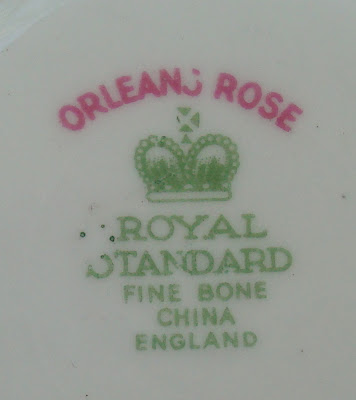 ORLEANS ROSE
ROYAL
STANDARD
FINE BONE
CHINA
ENGLAND